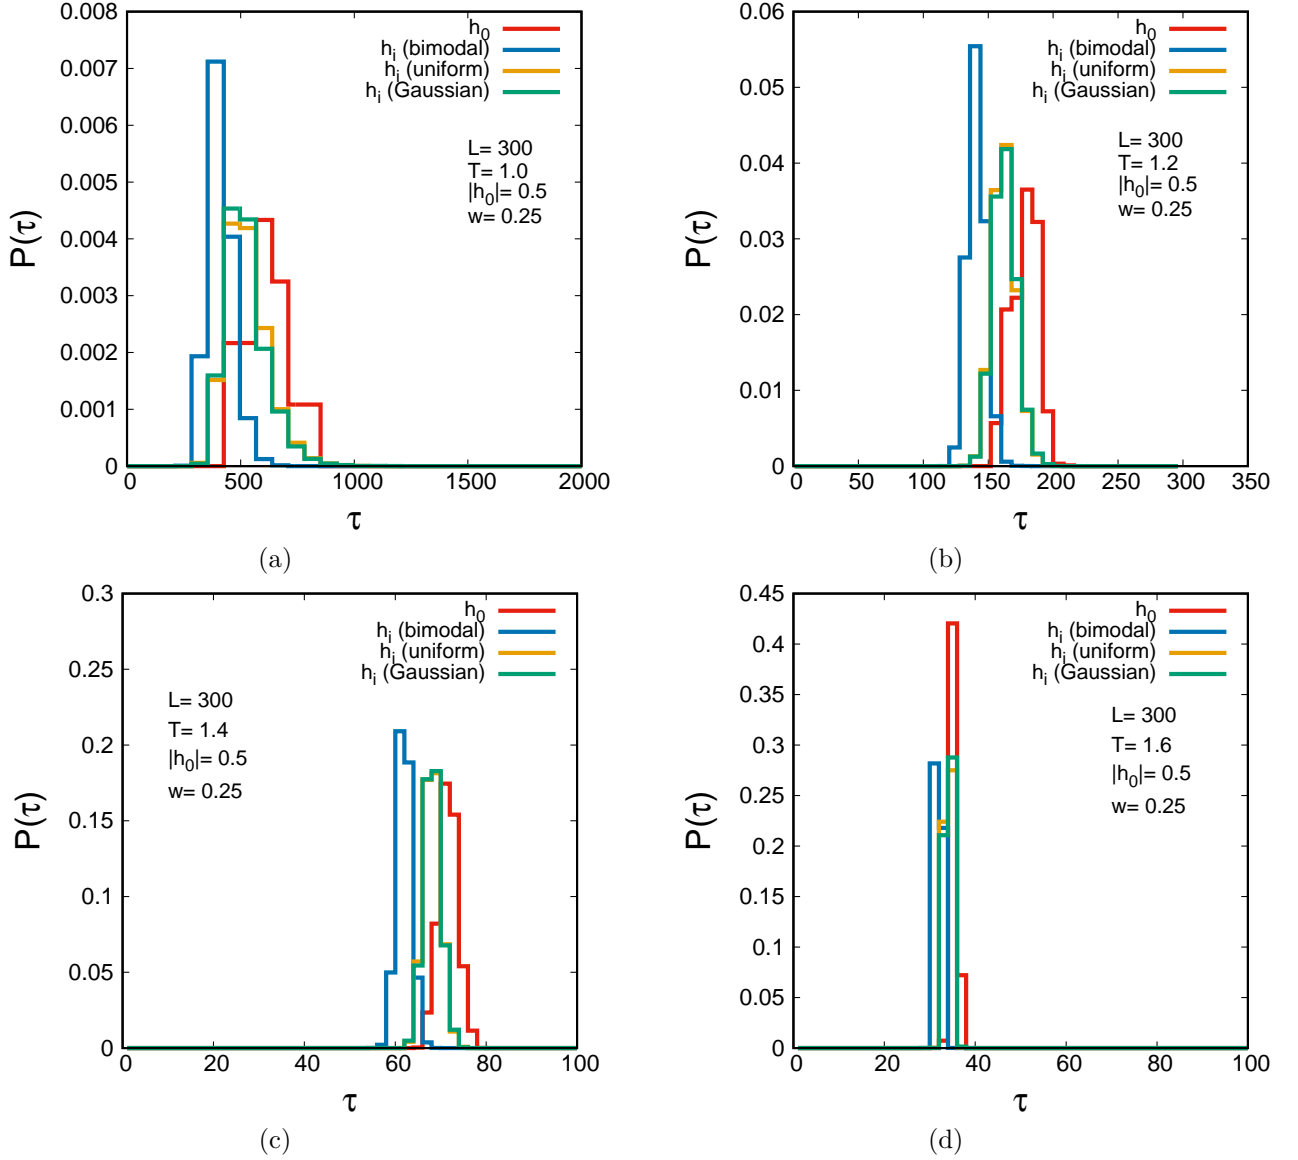 0.008
0.007
0.006
0.005
0.004
0.003
0.002
0.001
0
P(τ)
h0
hi (bimodal)
hi (uniform)
hi (Gaussian)
L= 300
T= 1.0
|h0|= 0.5
w= 0.25
0 500 1000 1500 2000
τ
(a)
0.06
0.05
0.04
0.03
0.02
0.01
0
P(τ)
h0
hi (bimodal)
hi (uniform)
hi (Gaussian)
L= 300
T= 1.2
|h0|= 0.5
w= 0.25
0 50 100 150 200 250 300 350
τ
(b)
0.3
0.25
0.2
0.15
0.1
0.05
0
P(τ)
h0
hi (bimodal)
hi (uniform)
hi (Gaussian)
L= 300
T= 1.4
|h0|= 0.5
w= 0.25
0 20 40 60 80 100
τ
(c)
0.45
0.4
0.35
0.3
0.25
0.2
0.15
0.1
0.05
0
P(τ)
h0
hi (bimodal)
hi (uniform)
hi (Gaussian)
L= 300
T= 1.6
|h0|= 0.5
w= 0.25
0 20 40 60 80 100
τ
(d)